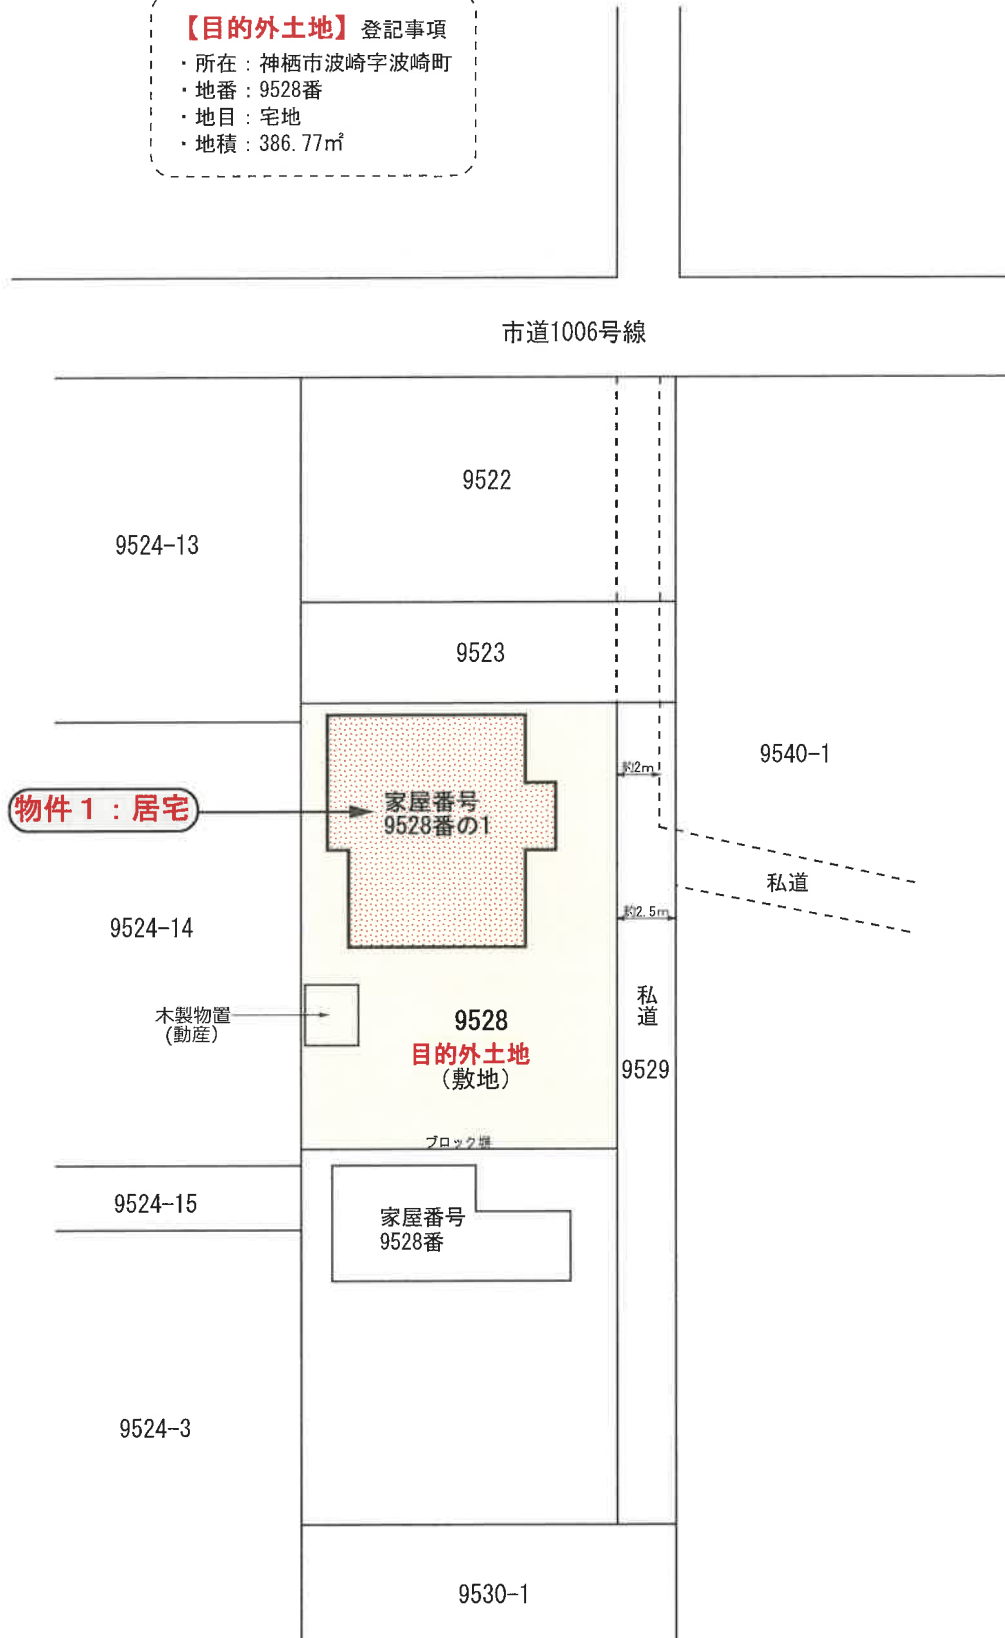 【目的外土地】登記事項
・所在：神栖市波崎字波崎町
・地番：9528番
・地目：宅地
・地積：386.77㎡
市道1006号線
9522
9524-13
9523
9540-1
約2m
物件1：居宅
家屋番号
9528番の1
私道
約2.5m
9524-14
私道
木製物置
(動産)
9528
目的外土地
(敷地)
9529
ブロック塀
9524-15
家屋番号
9528番
9524-3
9530-1